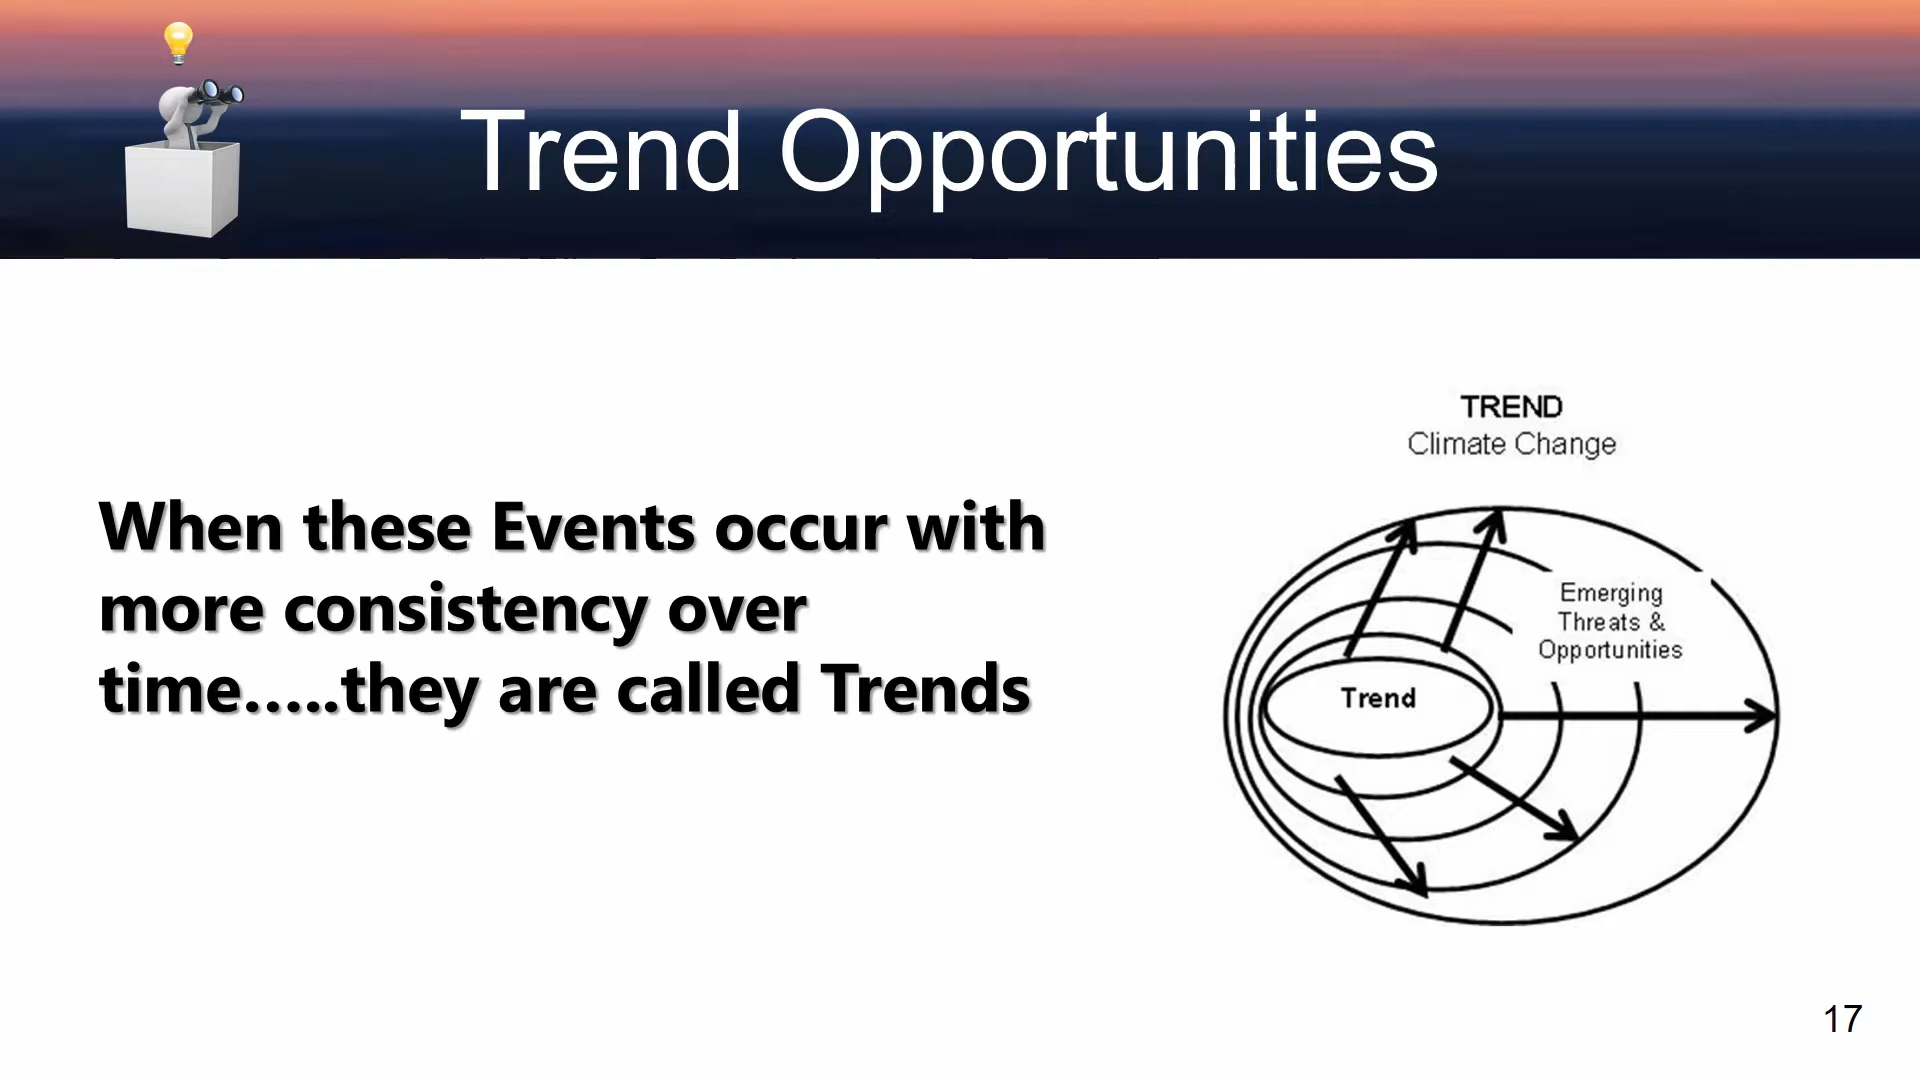 Trend Opportunities
When these Events occur with
more consistency over
time.....they are called Trends
TREND
Climate Change
Emerging
Threats &
Opportunities
Trend
17